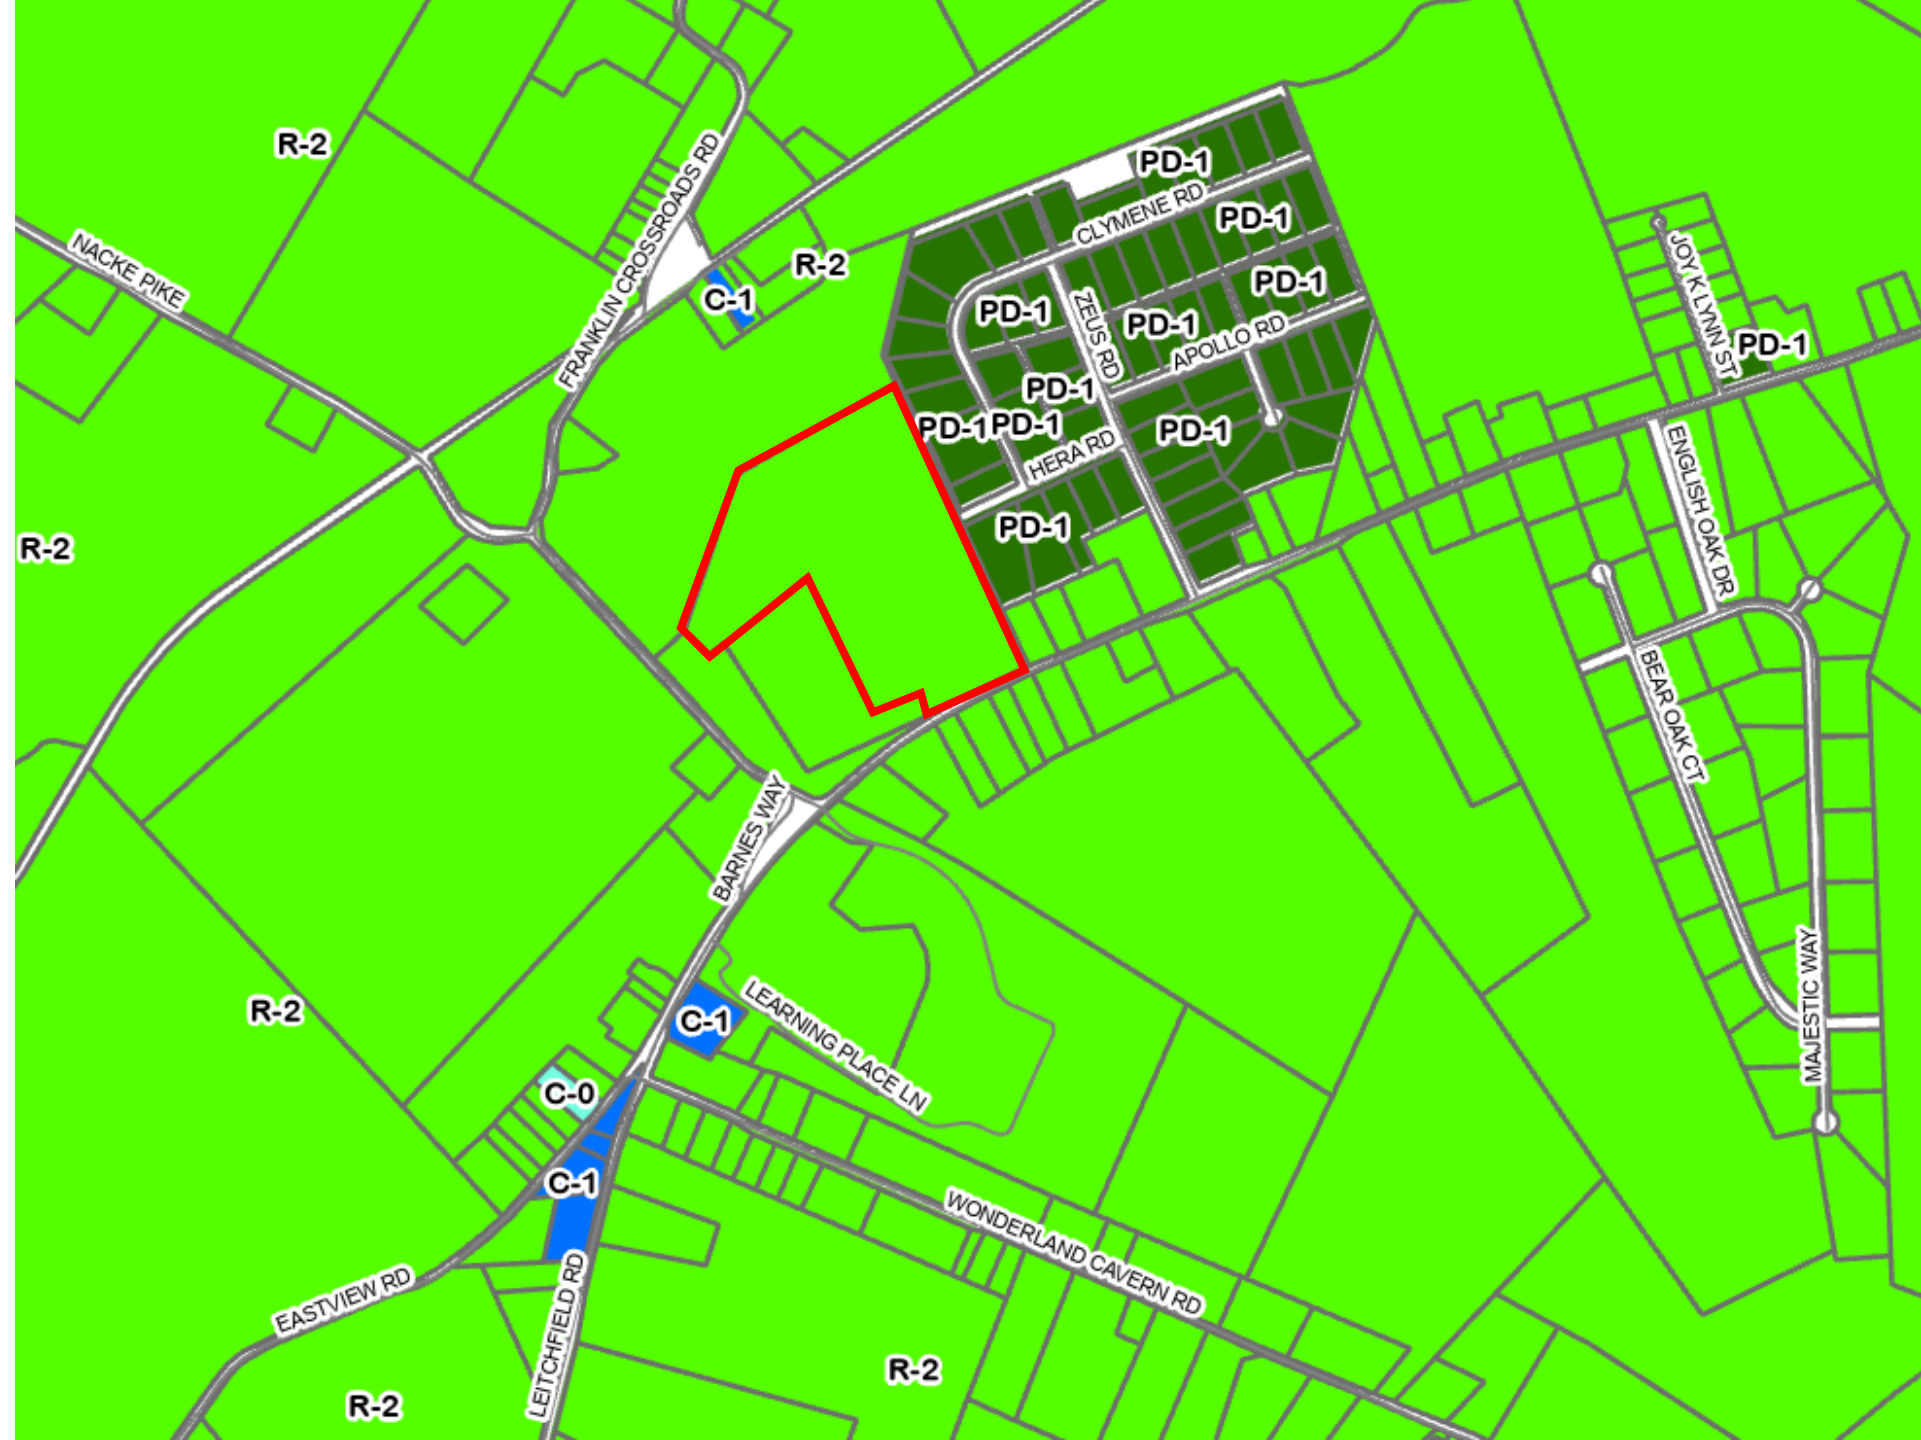 R-2
FRANKLIN CROSSROADS RD
PD-1
CLYMENE RD
PD-1
NACKE PIKE
R-2
JOY K LYNN ST
C-1
PD-1
PD-1
ZEUS RD
PD-1
APOLLO RD
PD-1
PD-1
PD-1
PD-1
PD-1
HERA RD
ENGLISH OAK DR
PD-1
R-2
BEAR OAK CT
BARNES WAY
R-2
C-1
LEARNING PLACE LN
MAJESTIC WAY
C-0
C-1
WONDERLAND CAVERN RD
EASTVIEW RD
LEITCHFIELD RD
R-2
R-2